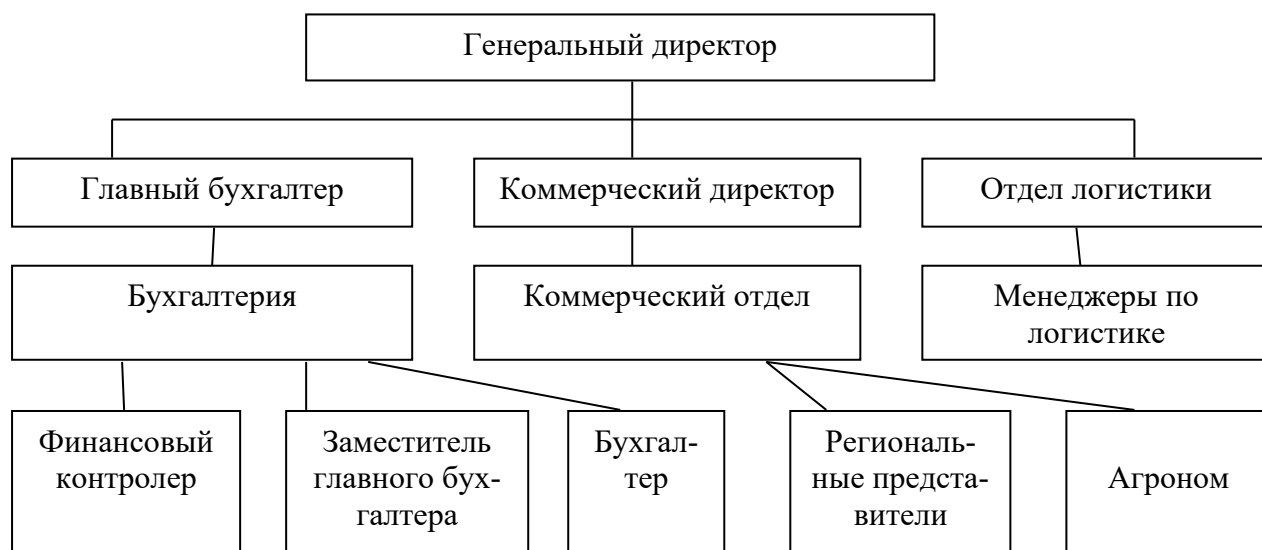 Генеральный директор
Главный бухгалтер
Коммерческий директор
Отдел логистики
Бухгалтерия
Коммерческий отдел
Менеджеры по
логистике
Финансовый
контролер
Заместитель
главного бух-
галтера
Бухгал-
тер
Региональ-
ные предста-
вители
Агроном